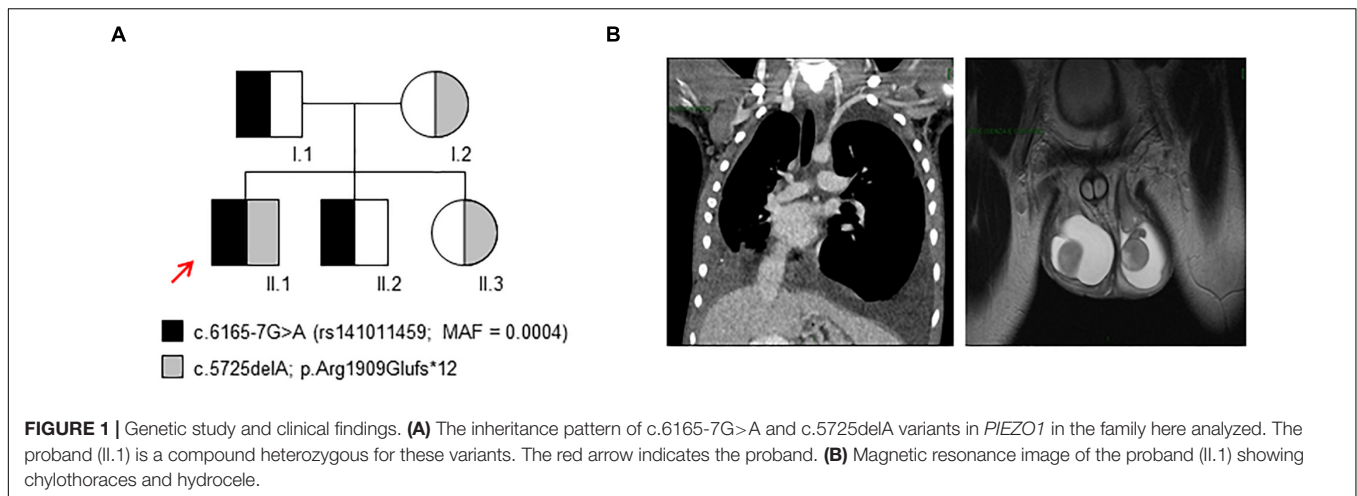 A
B
I.1
I.2
II.1
II.2
II.3
c.6165-7G>A (rs141011459; MAF = 0.0004)
c.5725delA; p.Arg1909Glufs*12
FIGURE 1 | Genetic study and clinical findings. (A) The inheritance pattern of c.6165-7G>A and c.5725delA variants in PIEZO1 in the family here analyzed. The
proband (II.1) is a compound heterozygous for these variants. The red arrow indicates the proband. (B) Magnetic resonance image of the proband (II.1) showing
chylothoraces and hydrocele.